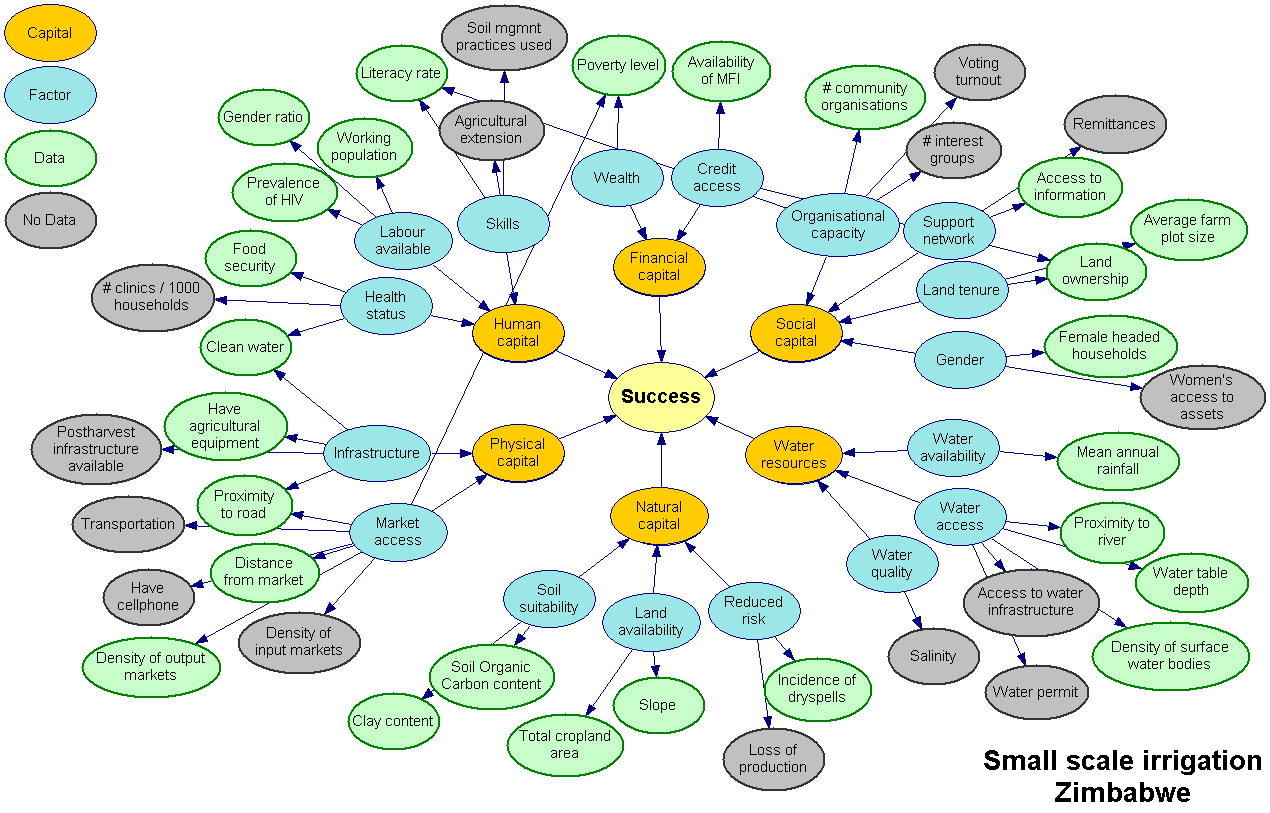 Capital
Factor
Data
No Data
Soil mgmnt
practices used
Literacy rate
Poverty level
Availability
of MFI
# community
organisations
Voting
turnout
Gender ratio
Working
population
Agricultural
extension
# interest
groups
Remittances
Prevalence
of HIV
Wealth
Credit
access
Access to
information
Labour
available
Skills
Organisational
capacity
Support
network
Average farm
plot size
Food
security
Financial
capital
Land
ownership
# clinics / 1000
households
Health
status
Land tenure
Clean water
Human
capital
Social
capital
Gender
Female headed
households
Success
Women's
access to
assets
Have
agricultural
equipment
Postharvest
infrastructure
available
Infrastructure
Physical
capital
Water
resources
Water
availability
Mean annual
rainfall
Proximity
to road
Transportation
Market
access
Natural
capital
Water
access
Proximity to
river
Distance
from market
Water
quality
Water table
depth
Have
cellphone
Soil
suitability
Land
availability
Reduced
risk
Access to water
infrastructure
Density of output
markets
Density of
input markets
Soil Organic
Carbon content
Salinity
Density of surface
water bodies
Clay content
Slope
Incidence of
dryspells
Water permit
Total cropland
area
Loss of
production
Small scale irrigation
Zimbabwe